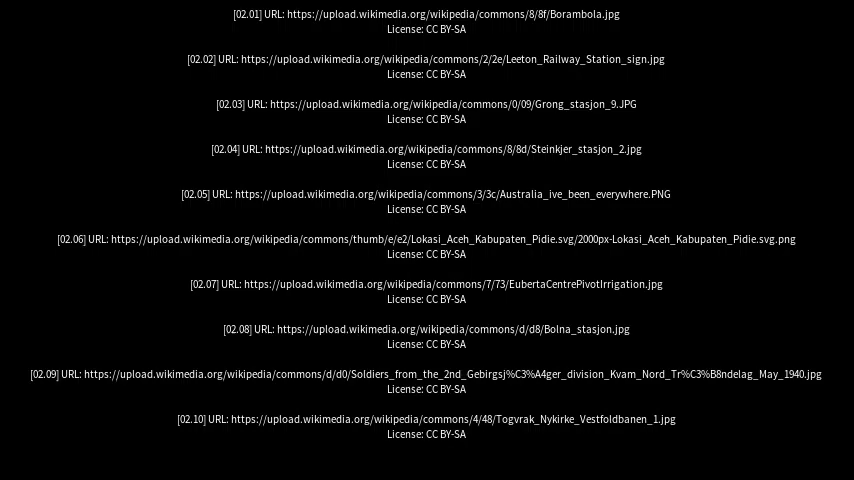 [02.01] URL: https://upload.wikimedia.org/wikipedia/commons/8/8f/Borambola.jpg
License: CC BY-SA
[02.02] URL: https://upload.wikimedia.org/wikipedia/commons/2/2e/Leeton_Railway_Station_sign.jpg
License: CC BY-SA
[02.03] URL: https://upload.wikimedia.org/wikipedia/commons/0/09/Grong_stasjon_9.JPG
License: CC BY-SA
[02.04] URL: https://upload.wikimedia.org/wikipedia/commons/8/8d/Steinkjer_stasjon_2.jpg
License: CC BY-SA
[02.05] URL: https://upload.wikimedia.org/wikipedia/commons/3/3c/Australia_ive_been_everywhere.PNG
License: CC BY-SA
[02.06] URL: https://upload.wikimedia.org/wikipedia/commons/thumb/e/e2/Lokasi_Aceh_Kabupaten_Pidie.svg/2000px-Lokasi_Aceh_Kabupaten_Pidie.svg.png
License: CC BY-SA
[02.07] URL: https://upload.wikimedia.org/wikipedia/commons/7/73/EubertaCentrePivotIrrigation.jpg
License: CC BY-SA
[02.08] URL: https://upload.wikimedia.org/wikipedia/commons/d/d8/Bolna_stasjon.jpg
License: CC BY-SA
[02.09] URL: https://upload.wikimedia.org/wikipedia/commons/d/d0/Soldiers_from_the_2nd_Gebirgsj%C3%A4ger_division_Kvam_Nord_Tr%C3%B8ndelag_May_1940.jpg
License: CC BY-SA
[02.10] URL: https://upload.wikimedia.org/wikipedia/commons/4/48/Togvrak_Nykirke_Vestfoldbanen_1.jpg
License: CC BY-SA